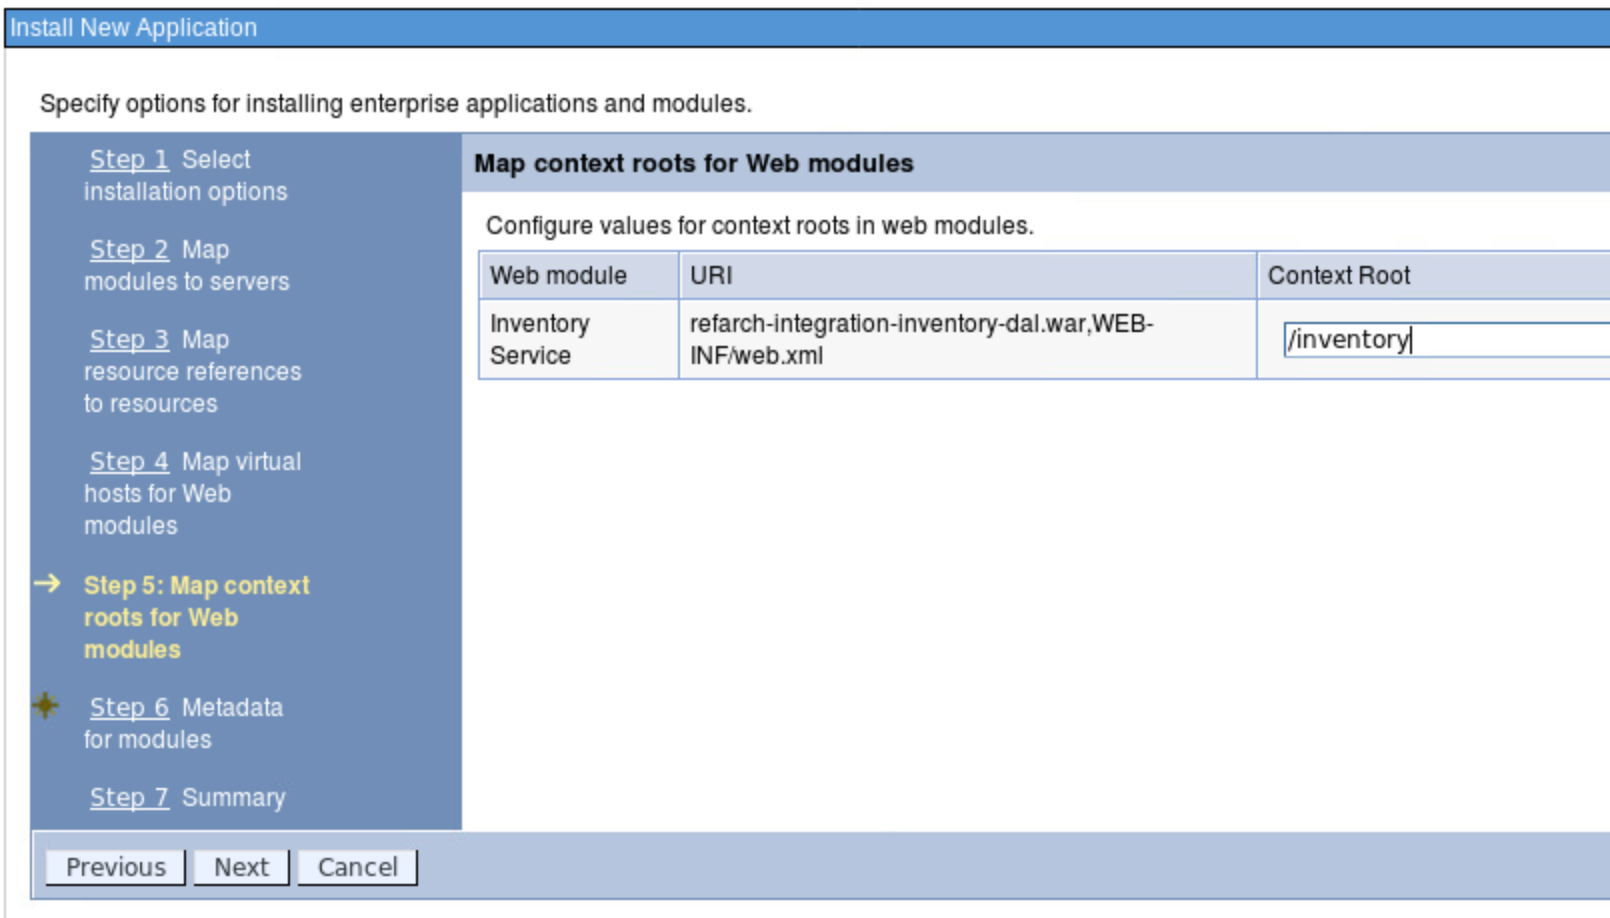 Install New Application
Specify options for installing enterprise applications and modules.
Step 1 Select
installation options
Step 2 Map
modules to servers
Step 3 Map
resource references
to resources
Step 4 Map virtual
hosts for Web
modules
Step 5: Map context
roots for Web
modules
Step 6 Metadata
for modules
Step 7 Summary
Map context roots for Web modules
Configure values for context roots in web modules.
Web module URI Context Root
Inventory
Service
refarch-integration-inventory-dal.war,WEB-
INF/web.xml
/inventory
Previous Next Cancel